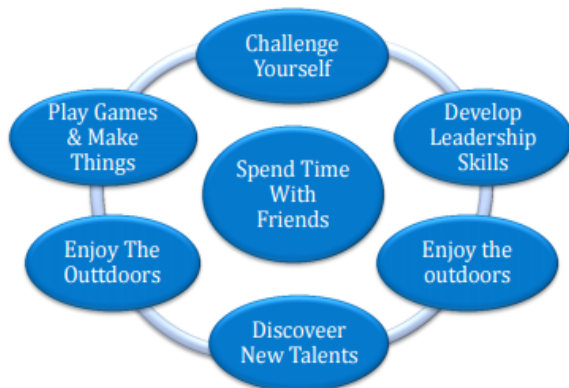 Challenge
Yourself
Play Games
& Make
Things
Develop
Leadership
Skills
Spend Time
With
Friends
Enjoy The
Outtdoors
Enjoy the
outdoors
Discoveer
New Talents